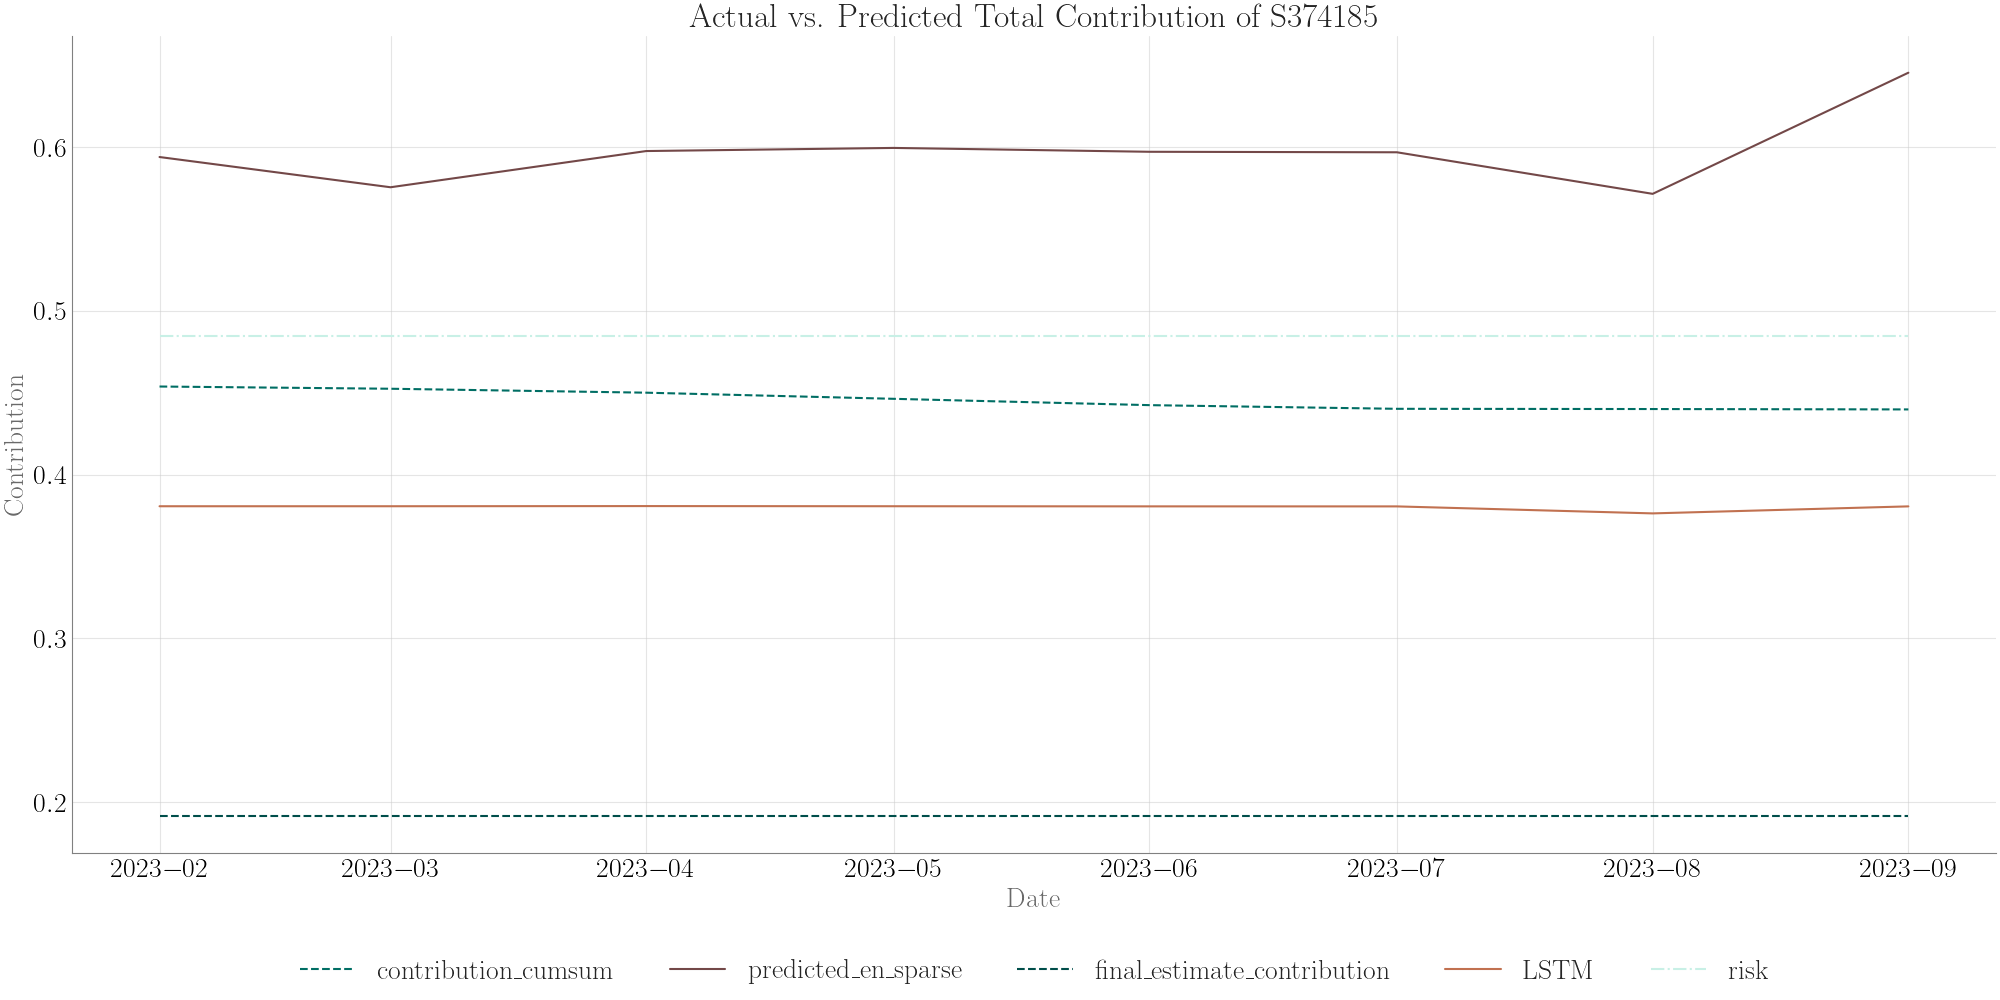 Actual vs. Predicted Total Contribution of S374185
Contribution
0.6
0.5
0.4
0.3
0.2
2023−02 2023−03 2023−04 2023−05 2023−06 2023−07 2023−08 2023−09
Date
contribution_cumsum predicted_en_sparse final_estimate_contribution LSTM risk